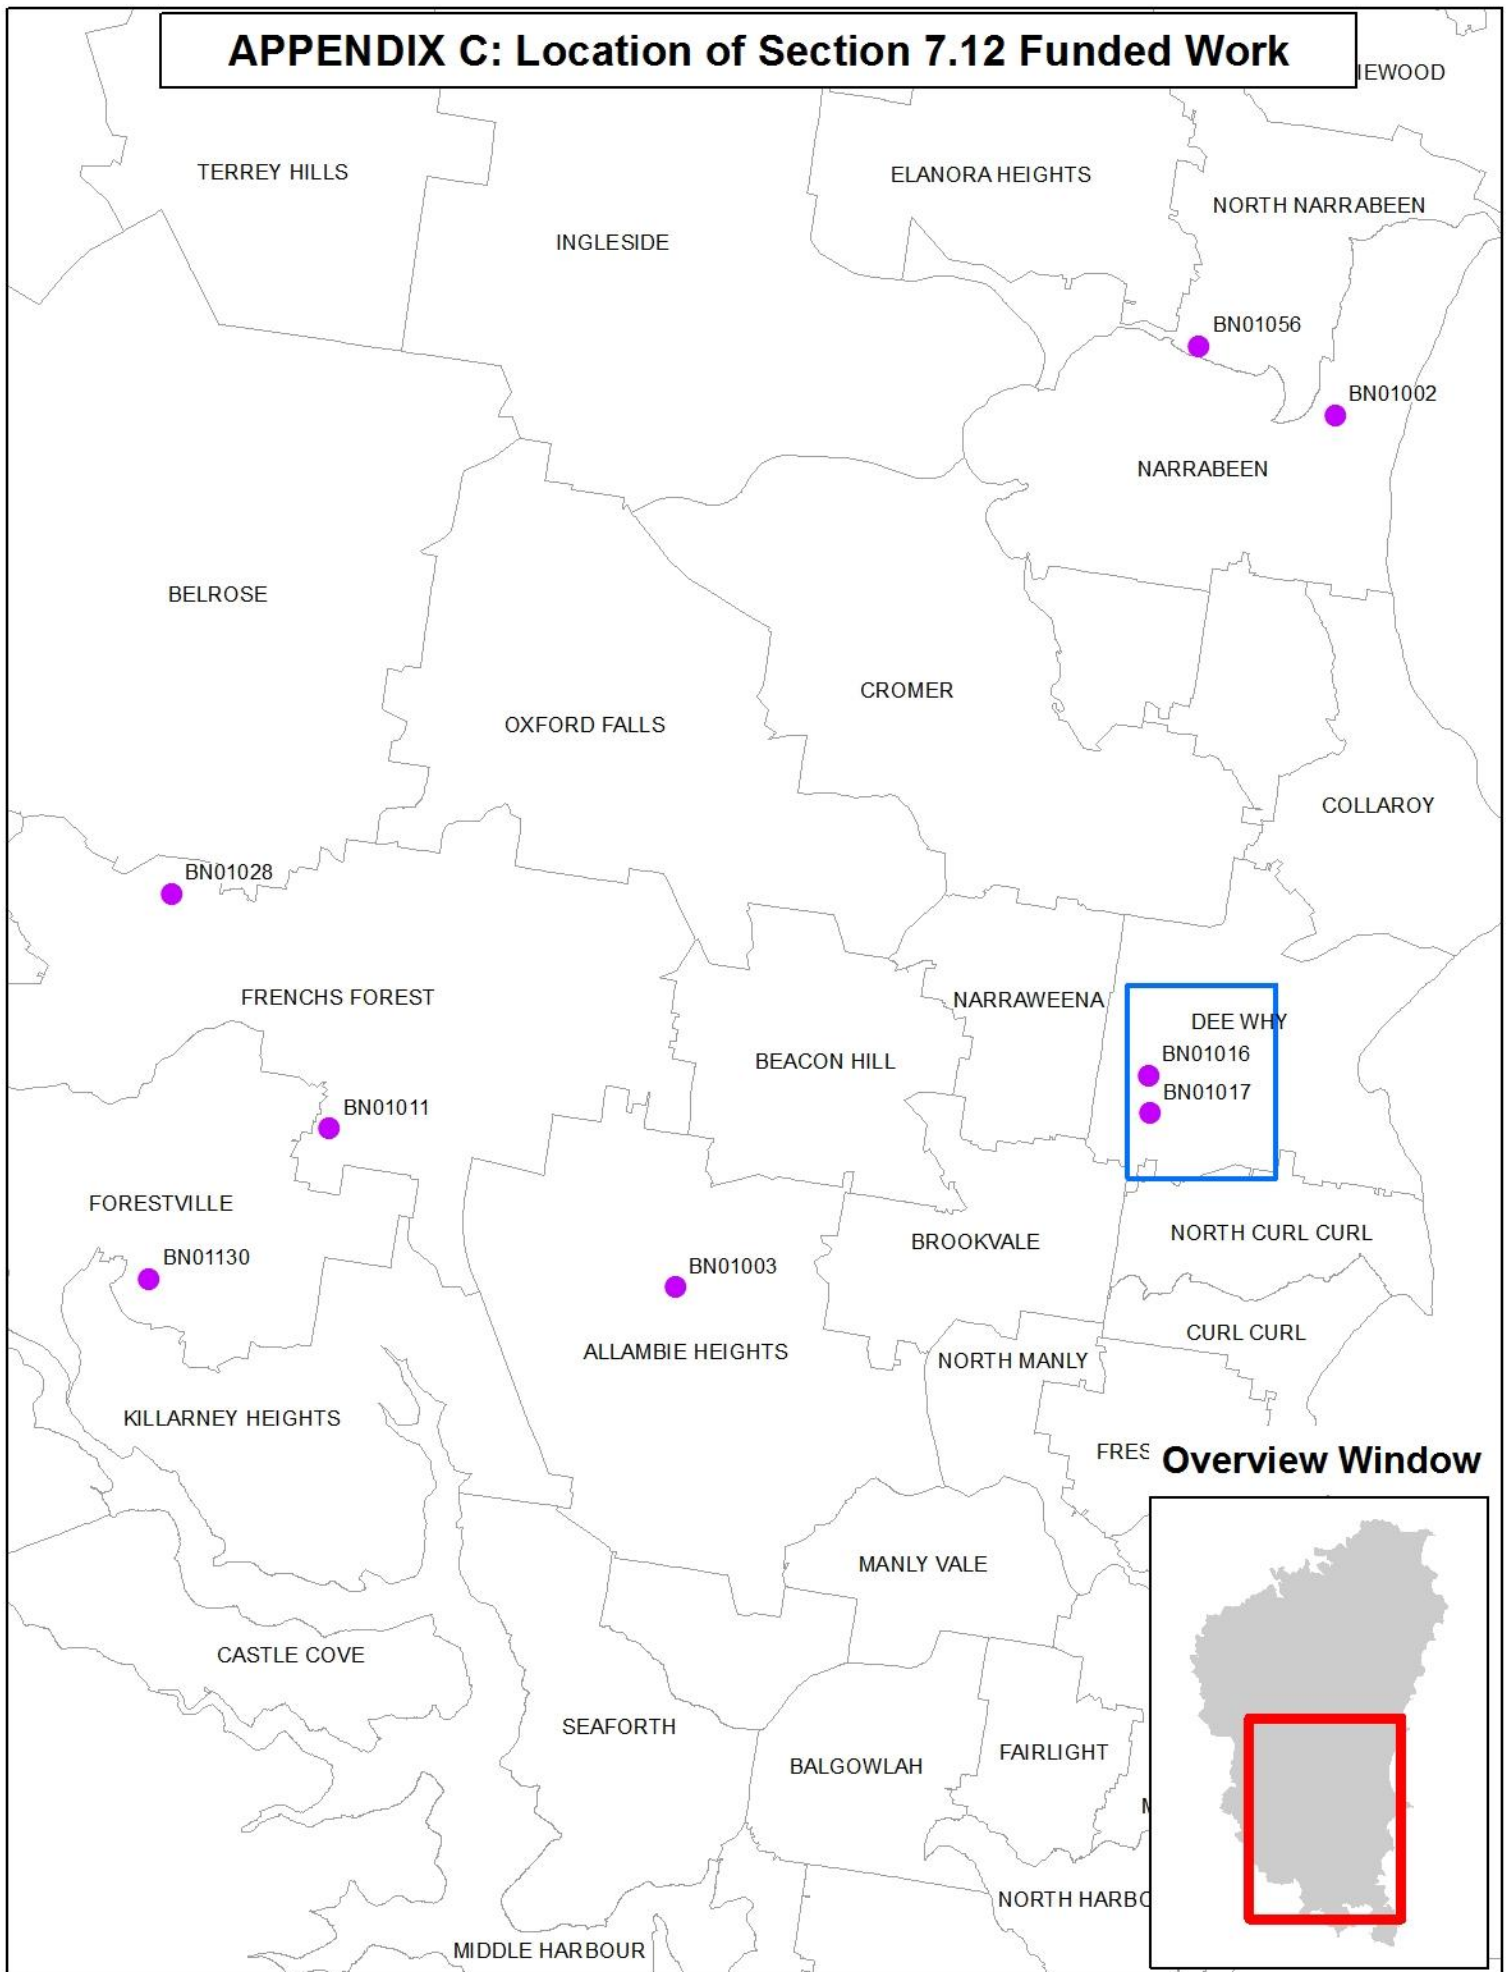 APPENDIX C: Location of Section 7.12 Funded Work
IEWOOD
TERREY HILLS
ELANORA HEIGHTS
NORTH NARRABEEN
INGLESIDE
BN01056
BN01002
NARRABEEN
BELROSE
CROMER
OXFORD FALLS
COLLAROY
BN01028
FRENCHS FOREST
NARRAWEENA
DEE WHY
BN01016
BEACON HILL
BN01017
BN01011
FORESTVILLE
NORTH CURL CURL
BROOKVALE
BN01130
BN01003
CURL CURL
ALLAMBIE HEIGHTS
NORTH MANLY
KILLARNEY HEIGHTS
FRES
Overview Window
MANLY VALE
CASTLE COVE
SEAFORTH
FAIRLIGHT
BALGOWLAH
M
NORTH HARBO
MIDDLE HARBOUR